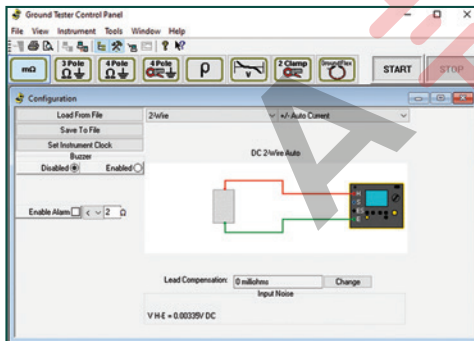 Ground Tester Control Panel
File View Instrument Tools Window Help
mΩ 3 Pole Ω 4 Pole Ω 4 Pole ρ V 2 Clamp GroundFlex START STOP
Configuration
Load From File 2-Wire +/- Auto Current
Save To File
Set Instrument Clock
Buzzer
Disabled Enabled
DC 2-Wire Auto
Enable Alarm < 2 Ω
H
S
ES
E
Lead Compensation: 0 milliohms Change
Input Noise
V H-E = 0.00335V DC